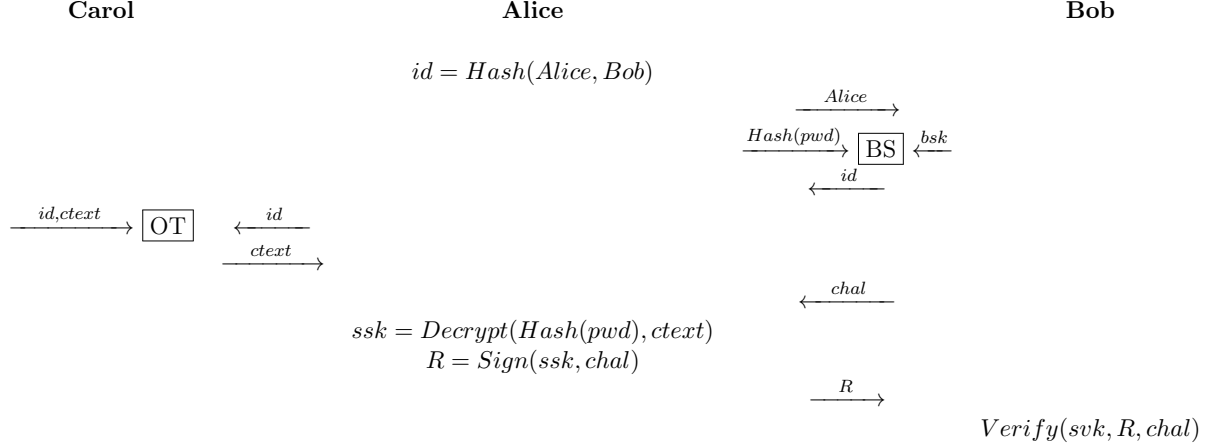 Carol Alice Bob
id = Hash(Alice, Bob)
Alice
Hash(pwd) BS bsk
id
id,ctext OT id
ctext
chal
ssk = Decrypt(Hash(pwd), ctext)
R = Sign(ssk, chal)
R
Verify(svk, R, chal)